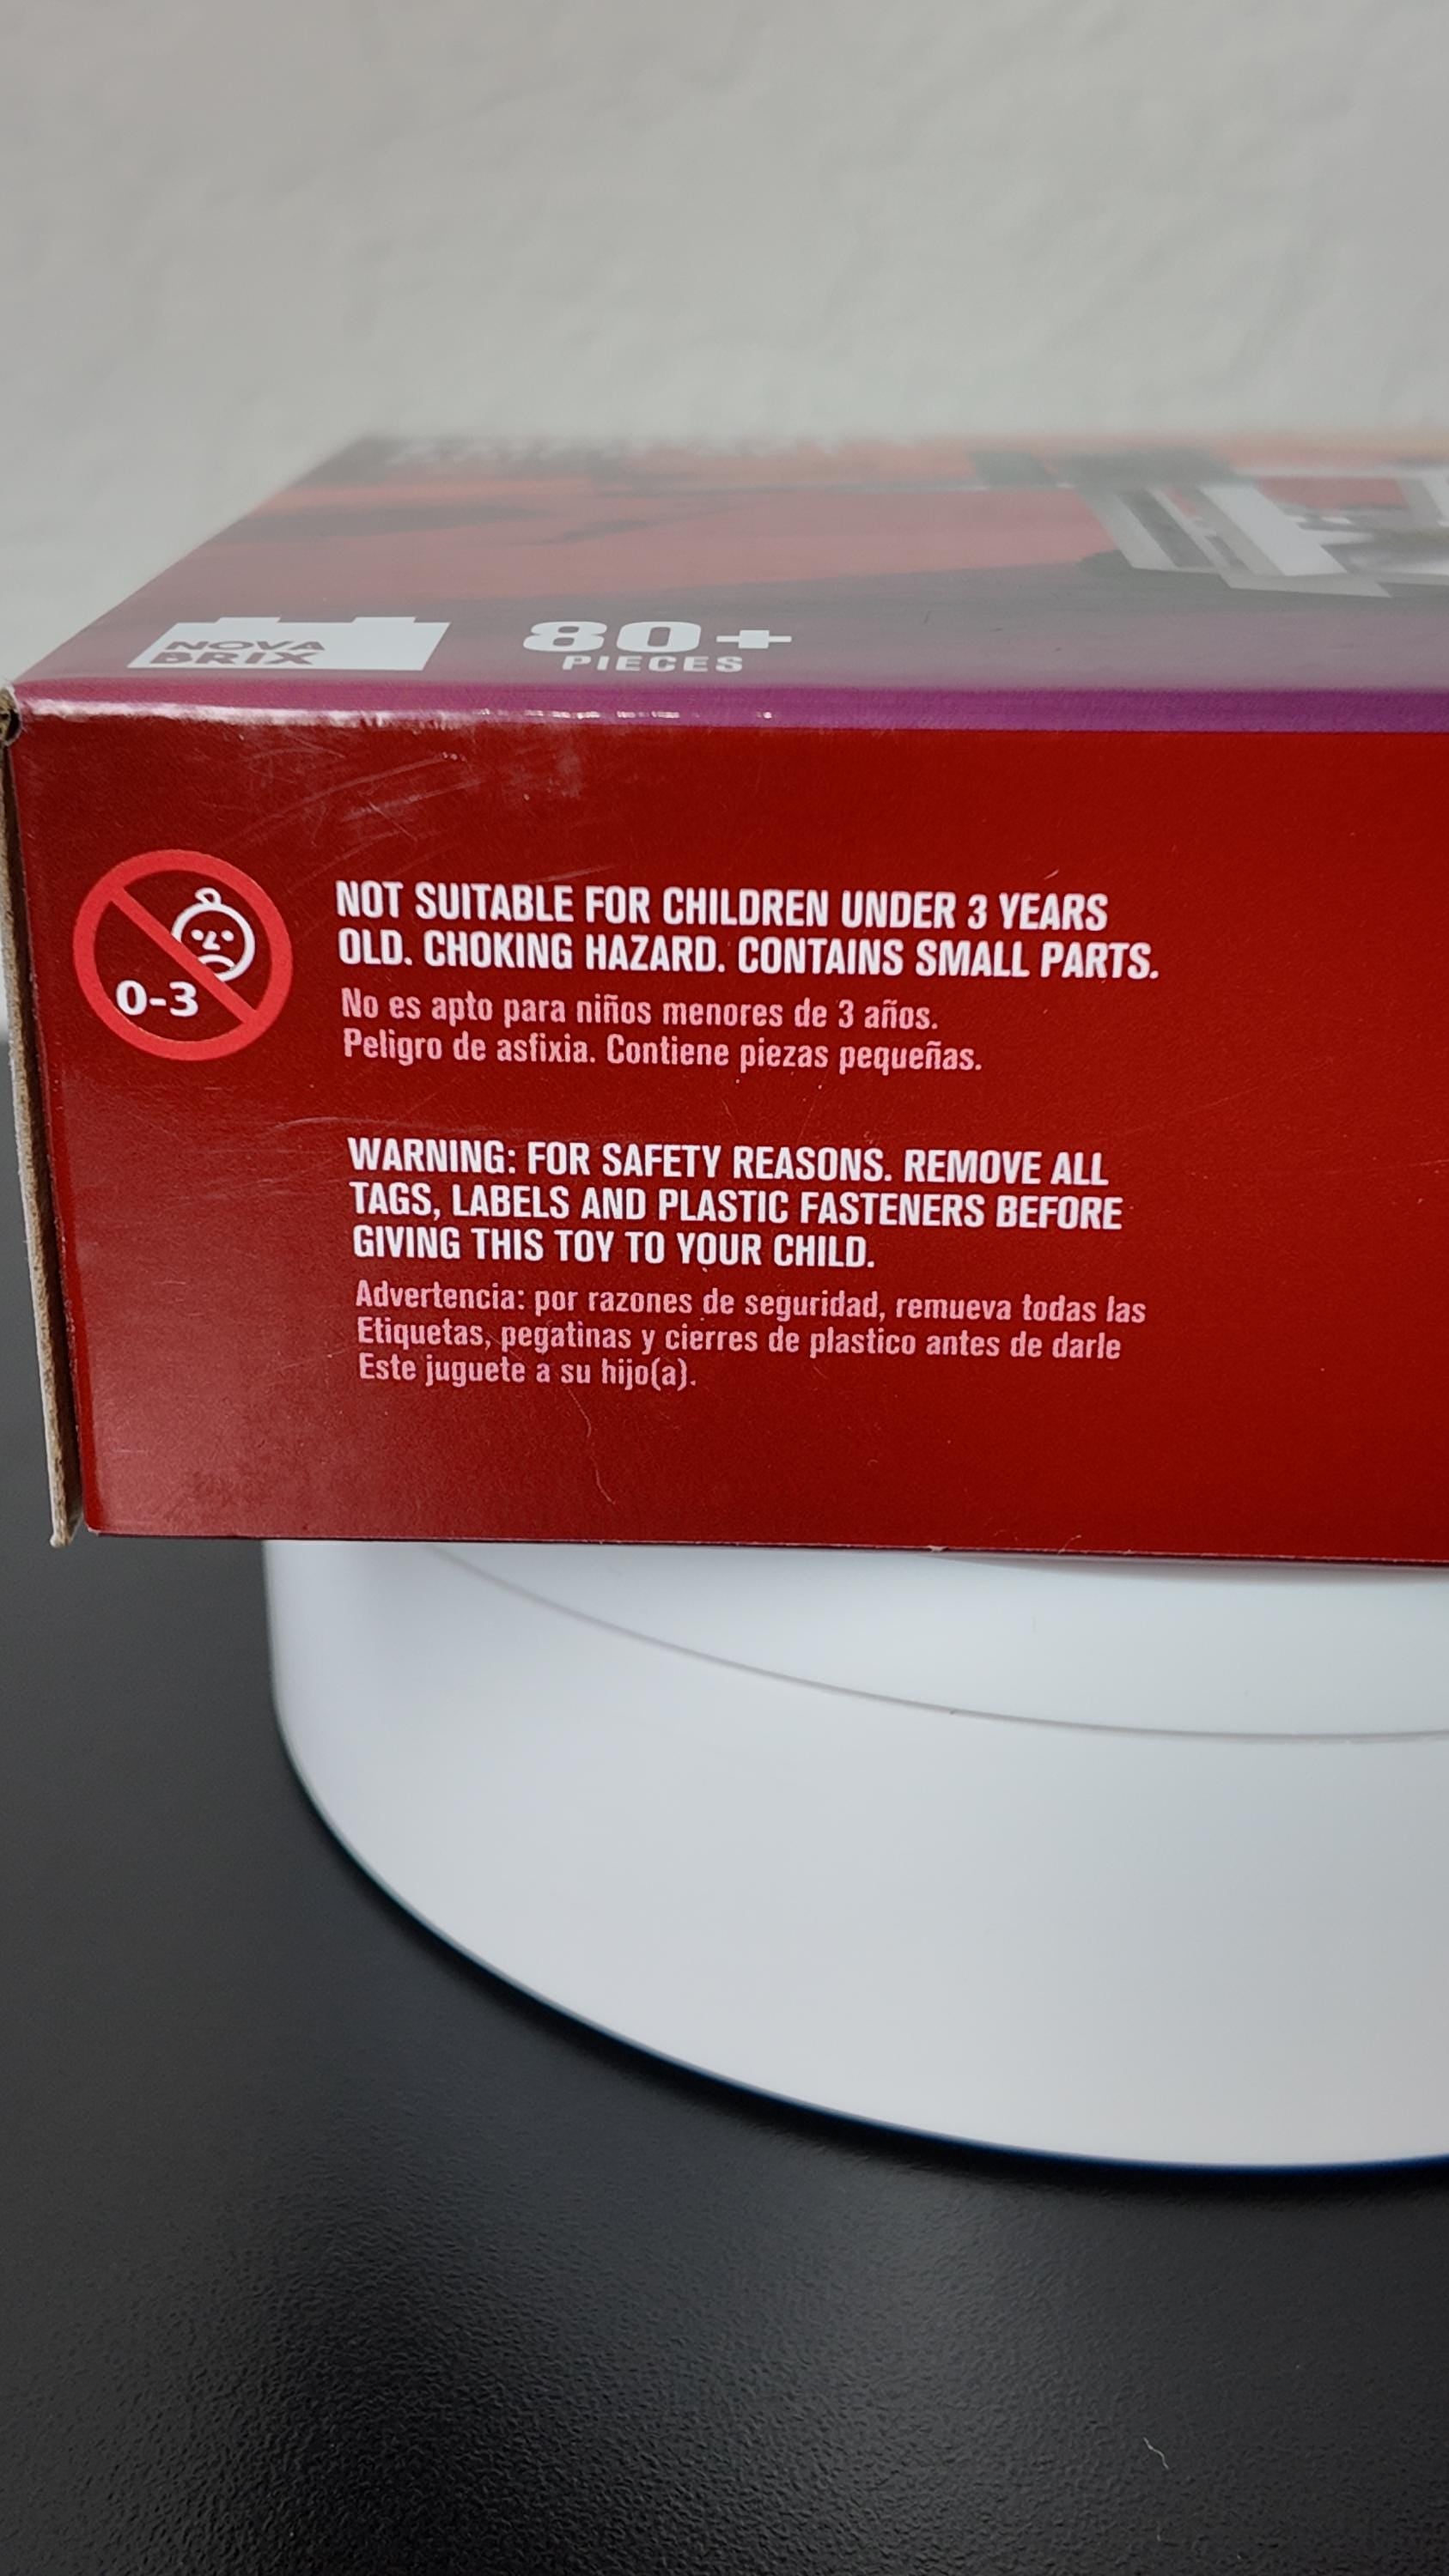 NOVA
BRIX
80+
PIECES
0-3
NOT SUITABLE FOR CHILDREN UNDER 3 YEARS
OLD. CHOKING HAZARD. CONTAINS SMALL PARTS.
No es apto para niños menores de 3 años.
Peligro de asfixia. Contiene piezas pequeñas.
WARNING: FOR SAFETY REASONS. REMOVE ALL
TAGS, LABELS AND PLASTIC FASTENERS BEFORE
GIVING THIS TOY TO YOUR CHILD.
Advertencia: por razones de seguridad, remueva todas las
Etiquetas, pegatinas y cierres de plastico antes de darle
Este juguete a su hijo(a).